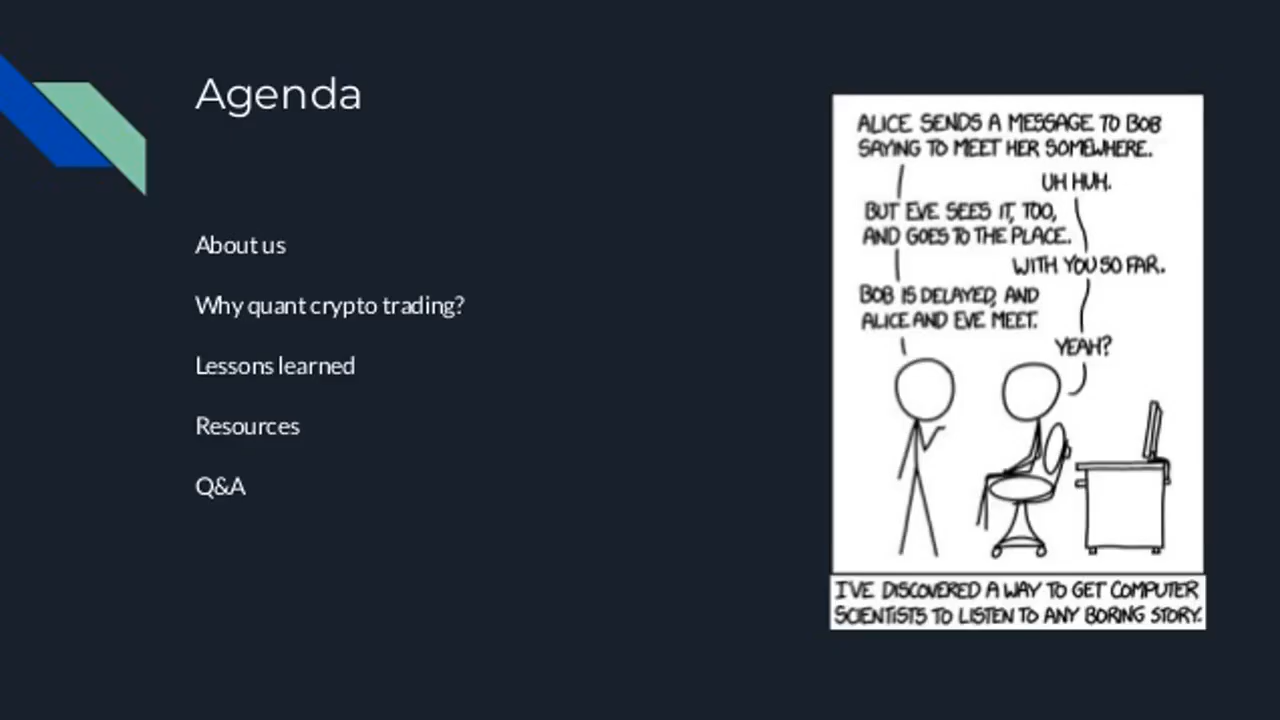 Agenda
About us
Why quant crypto trading?
Lessons learned
Resources
Q&A
ALICE SENDS A MESSAGE TO BOB
SAYING TO MEET HER SOMEWHERE.
UH HUH.
BUT EVE SEES IT, TOO,
AND GOES TO THE PLACE.
WITH YOU SO FAR.
BOB IS DELAYED, AND
ALICE AND EVE MEET.
YEAH?
I'VE DISCOVERED A WAY TO GET COMPUTER
SCIENTISTS TO LISTEN TO ANY BORING STORY.